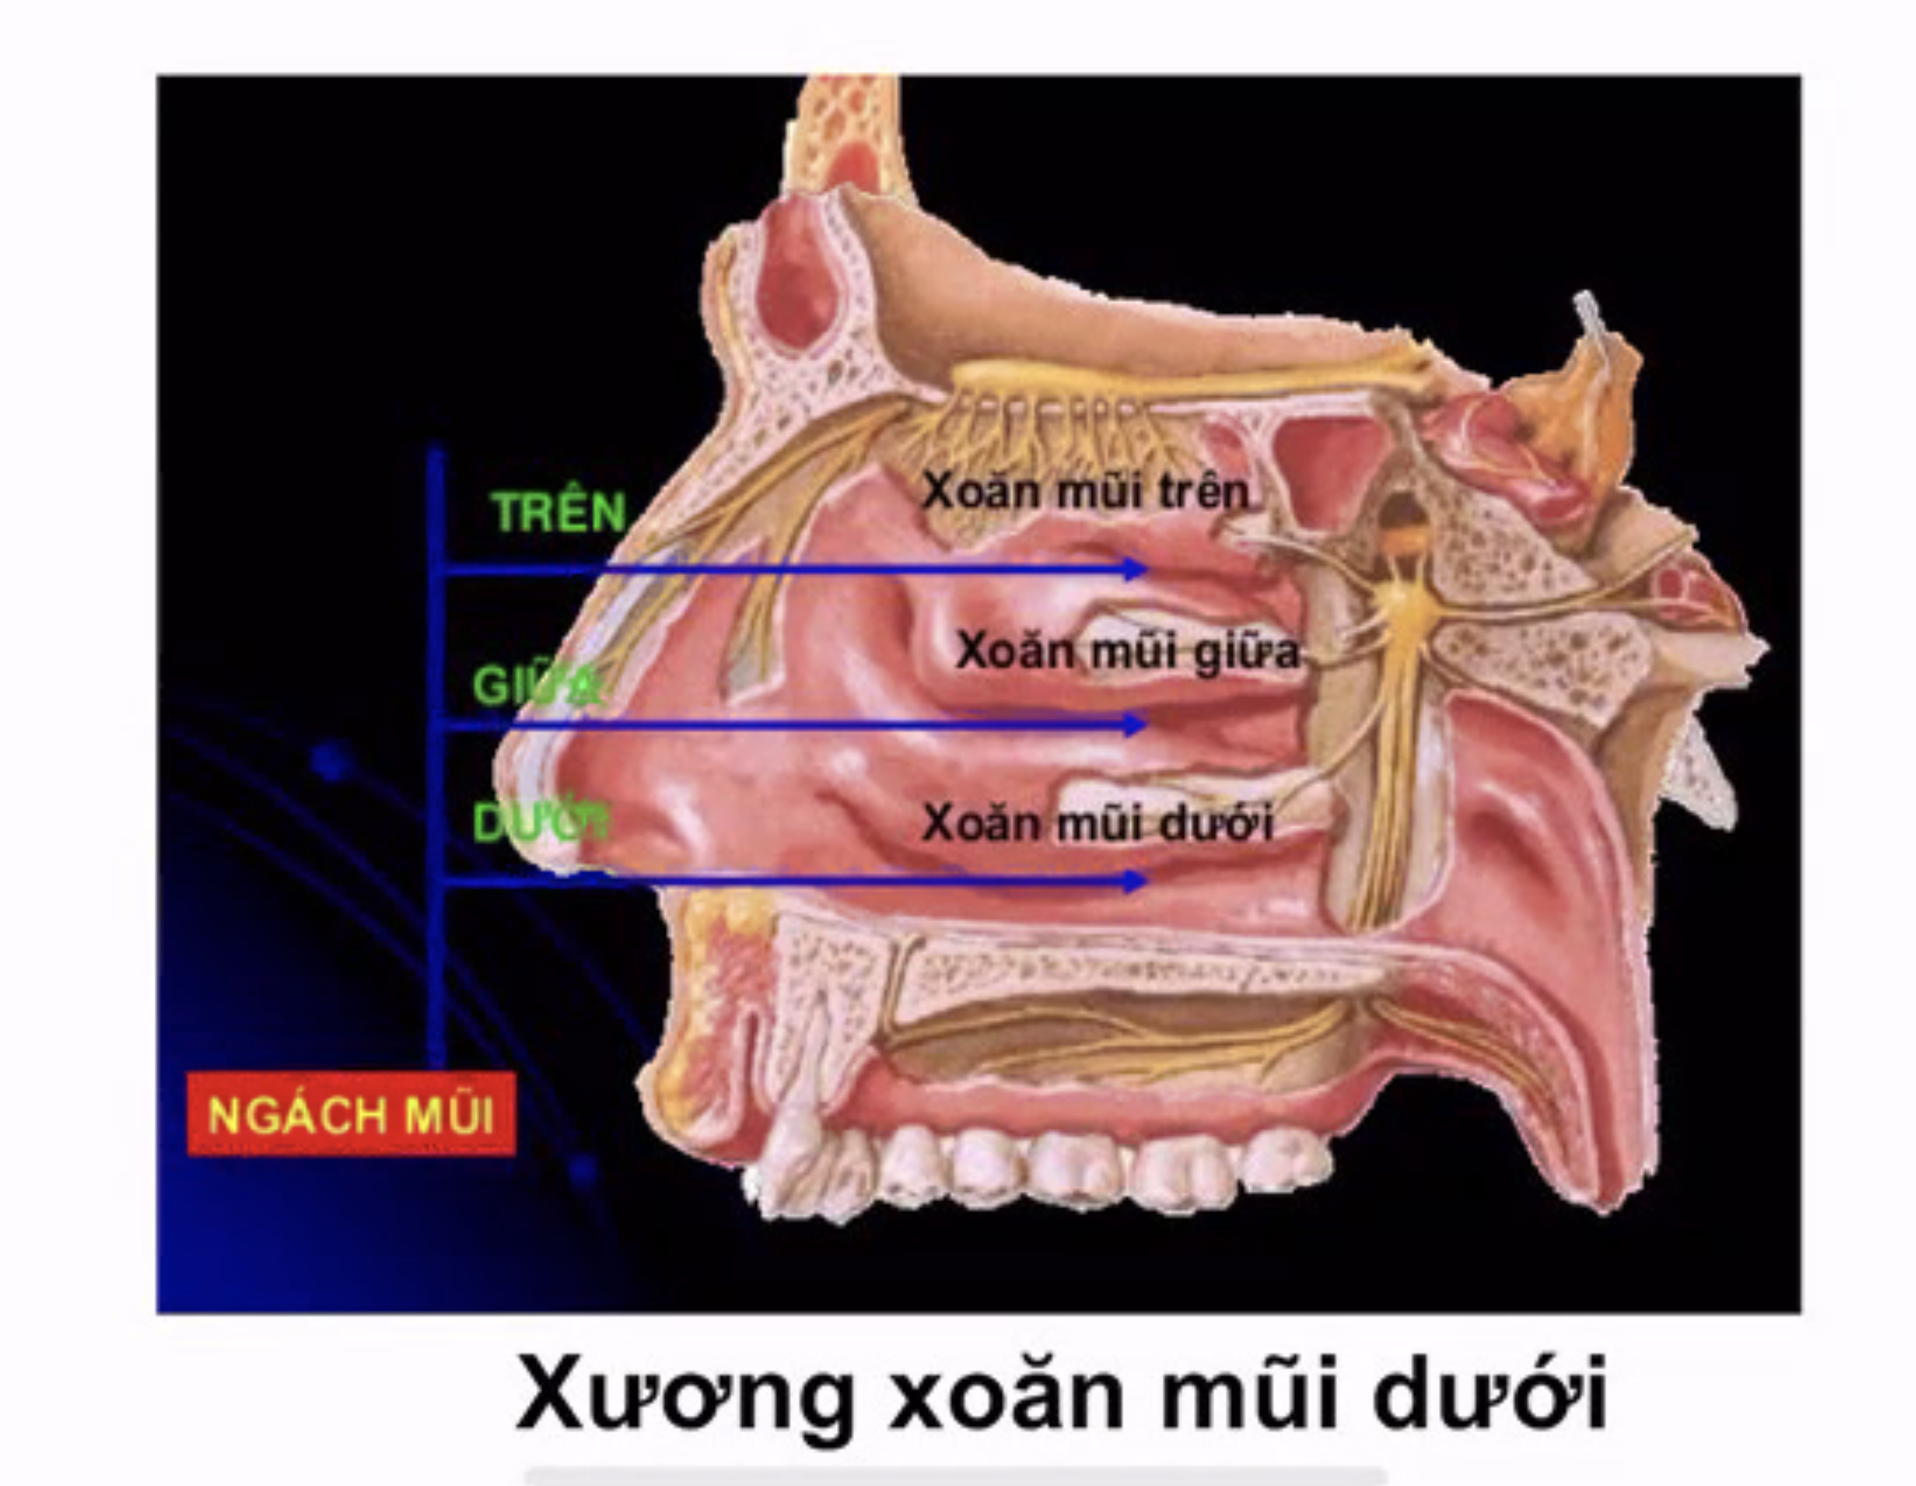 TRÊN
Xoăn mũi trên
GIỮA
Xoăn mũi giữa
DƯỚI
Xoăn mũi dưới
NGÁCH MŨI
Xương xoăn mũi dưới